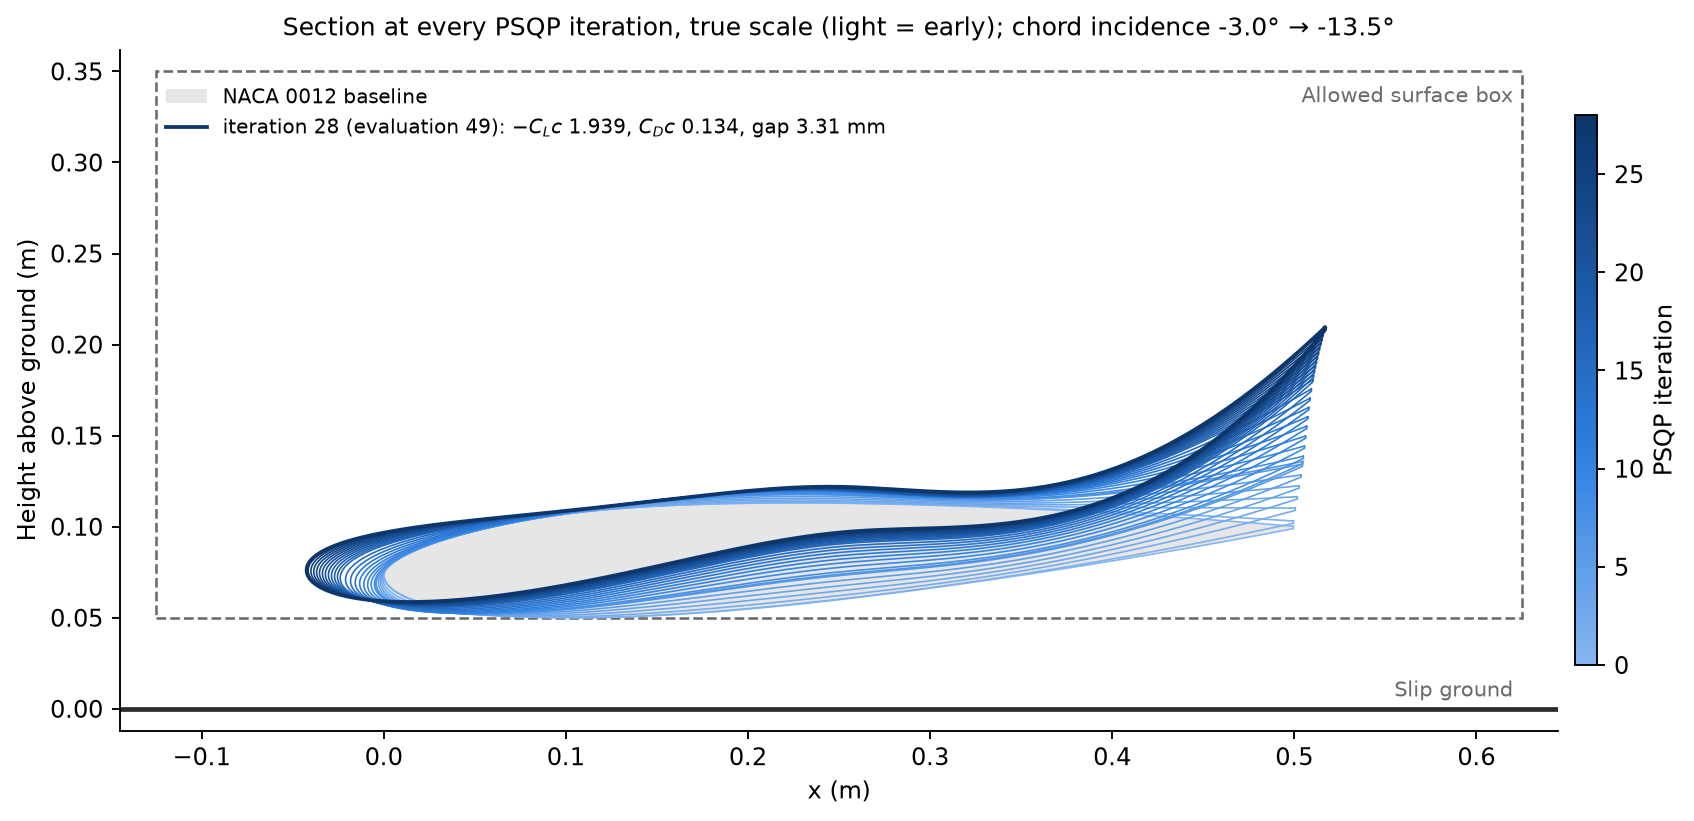 Section at every PSQP iteration, true scale (light = early); chord incidence -3.0° → -13.5°
Height above ground (m)
0.35
0.30
0.25
0.20
0.15
0.10
0.05
0.00
NACA 0012 baseline
iteration 28 (evaluation 49): −C_Lc 1.939, C_Dc 0.134, gap 3.31 mm
Allowed surface box
Slip ground
−0.1
0.0
0.1
0.2
0.3
0.4
0.5
0.6
x (m)
25
20
15
10
5
0
PSQP iteration